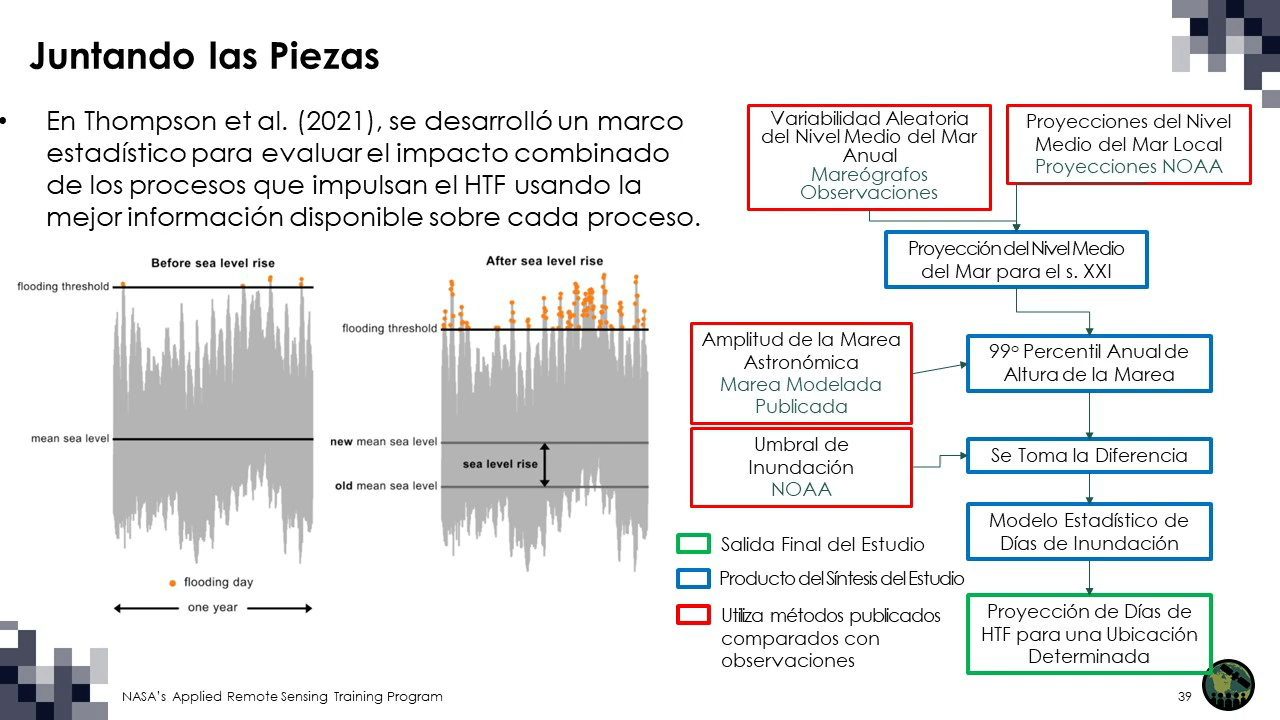 Juntando las Piezas
• En Thompson et al. (2021), se desarrolló un marco
estadístico para evaluar el impacto combinado
de los procesos que impulsan el HTF usando la
mejor información disponible sobre cada proceso.
Before sea level rise
flooding threshold
mean sea level
flooding day
one year
After sea level rise
flooding threshold
new mean sea level
sea level rise
old mean sea level
Variabilidad Aleatoria
del Nivel Medio del Mar
Anual
Mareógrafos
Observaciones
Proyecciones del Nivel
Medio del Mar Local
Proyecciones NOAA
Proyección del Nivel Medio
del Mar para el s. XXI
Amplitud de la Marea
Astronómica
Marea Modelada
Publicada
99º Percentil Anual de
Altura de la Marea
Umbral de
Inundación
NOAA
Se Toma la Diferencia
Modelo Estadístico de
Días de Inundación
Proyección de Días de
HTF para una Ubicación
Determinada
Salida Final del Estudio
Producto del Síntesis del Estudio
Utiliza métodos publicados
comparados con
observaciones
NASA's Applied Remote Sensing Training Program
39